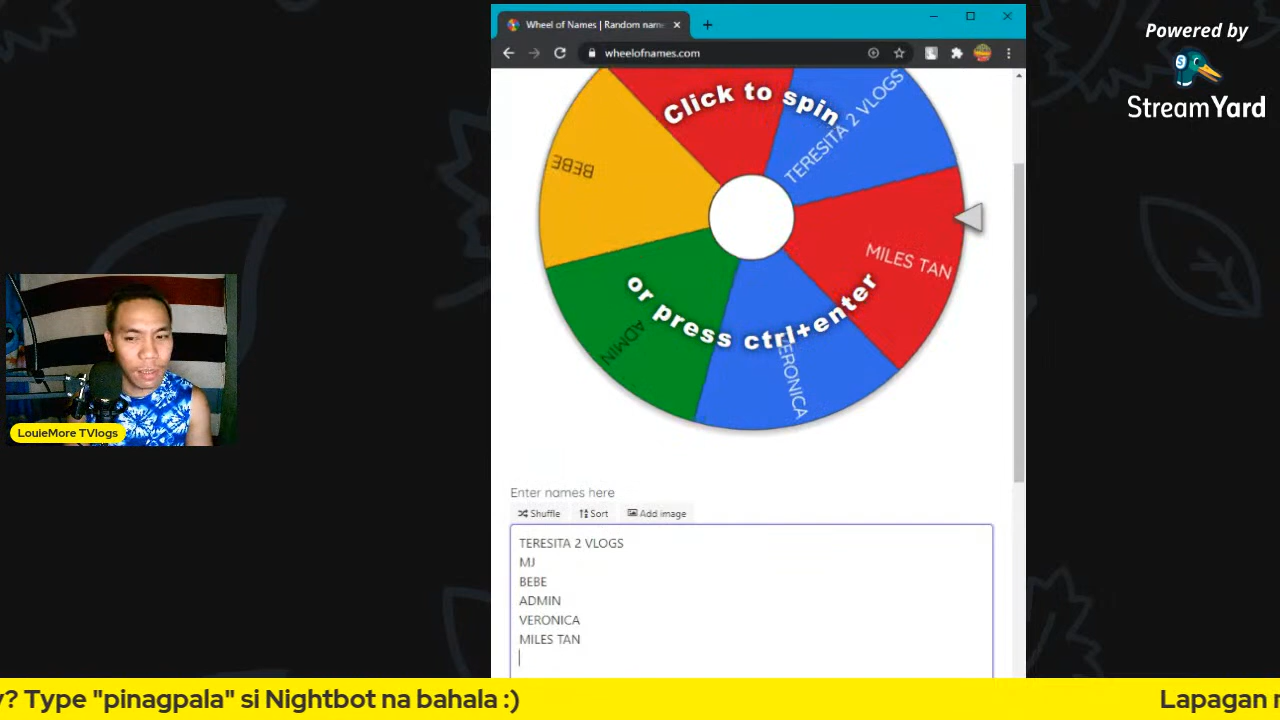 Wheel of Names | Random name
wheelofnames.com
Powered by
StreamYard
Click to spin
or press ctrl+enter
TERESITA 2 VLOGS
MILES TAN
VERONICA
ADMIN
BEBE
LouieMore TVlogs
Enter names here
Shuffle
Sort
Add image
TERESITA 2 VLOGS
MJ
BEBE
ADMIN
VERONICA
MILES TAN
y? Type "pinagpala" si Nightbot na bahala :)
Lapagan